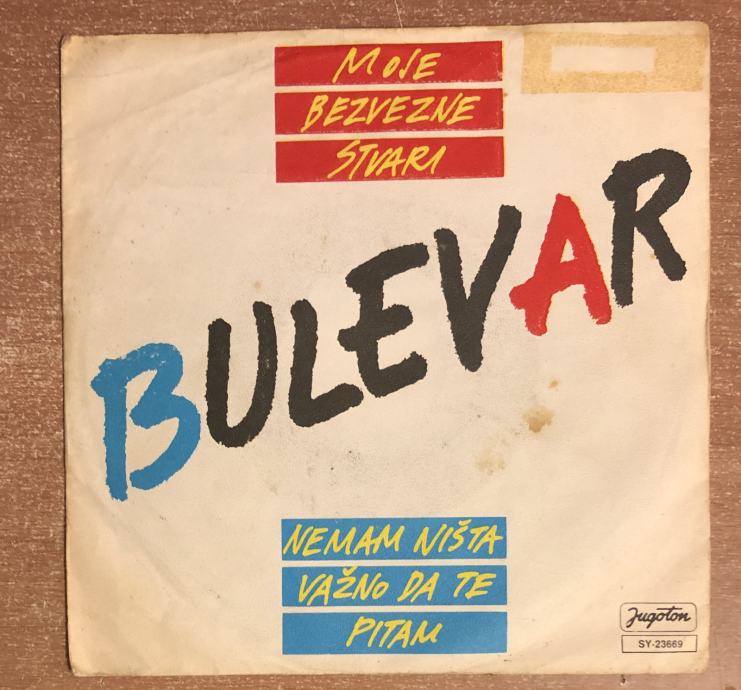 MOJE
BEZVEZNE
STVARI
BULEVAR
NEMAM NIŠTA
VAŽNO DA TE
PITAM
Jugoton
SY-23669